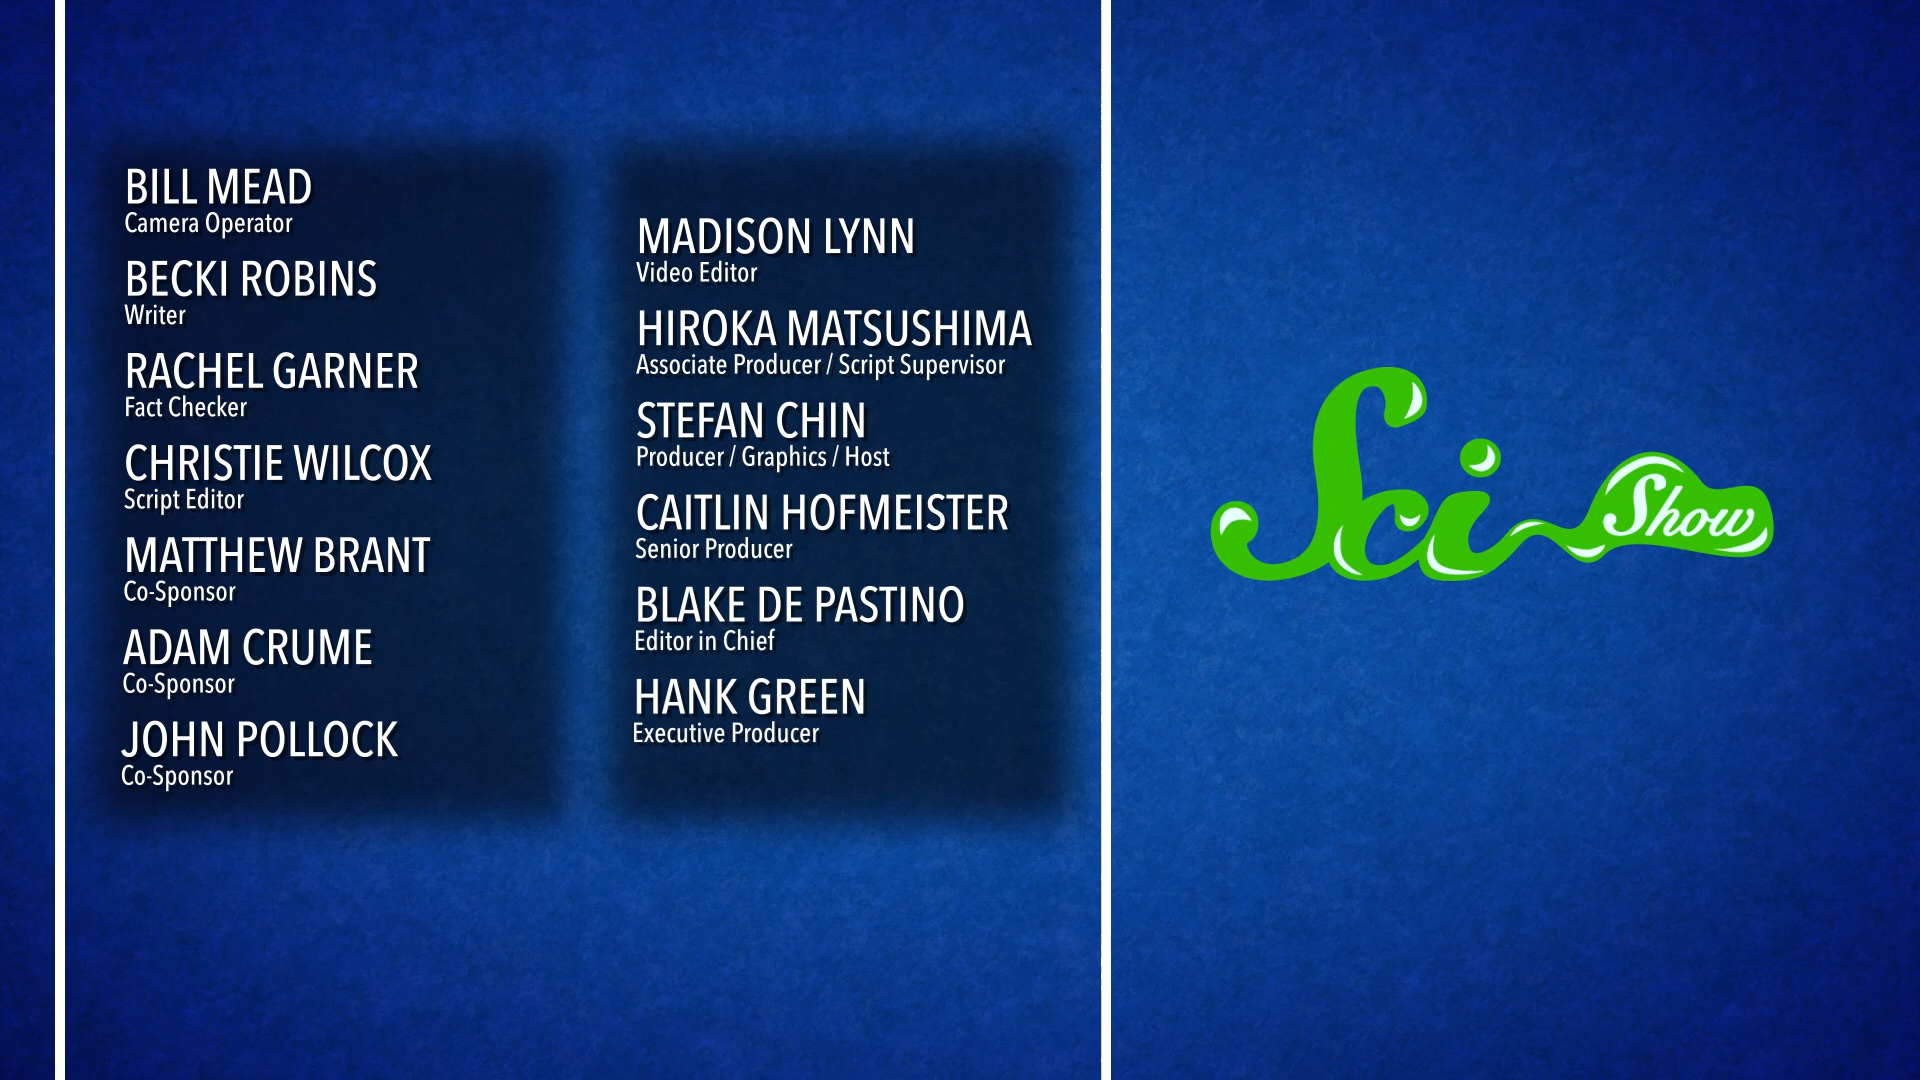 BILL MEAD
Camera Operator
BECKI ROBINS
Writer
RACHEL GARNER
Fact Checker
CHRISTIE WILCOX
Script Editor
MATTHEW BRANT
Co-Sponsor
ADAM CRUME
Co-Sponsor
JOHN POLLOCK
Co-Sponsor
MADISON LYNN
Video Editor
HIROKA MATSUSHIMA
Associate Producer / Script Supervisor
STEFAN CHIN
Producer / Graphics / Host
CAITLIN HOFMEISTER
Senior Producer
BLAKE DE PASTINO
Editor in Chief
HANK GREEN
Executive Producer
Sci Show